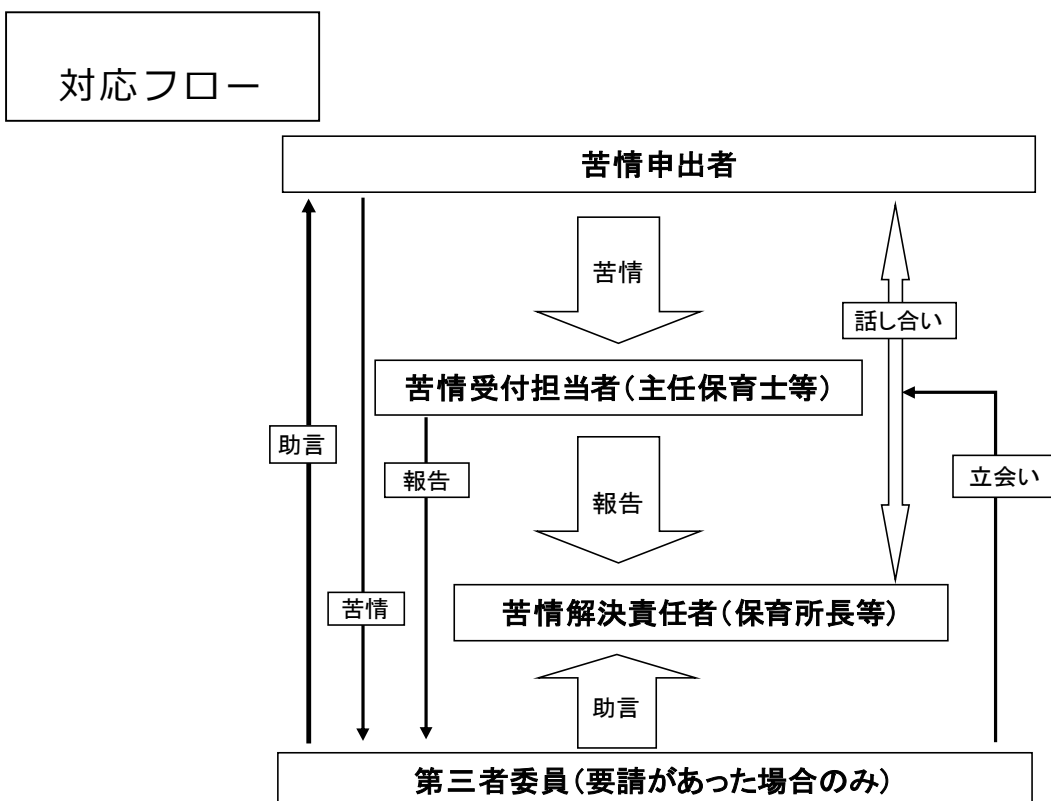 対応フロー
苦情申出者
苦情
話し合い
苦情受付担当者（主任保育士等）
助言
報告
報告
立会い
苦情
苦情解決責任者（保育所長等）
助言
第三者委員（要請があった場合のみ）